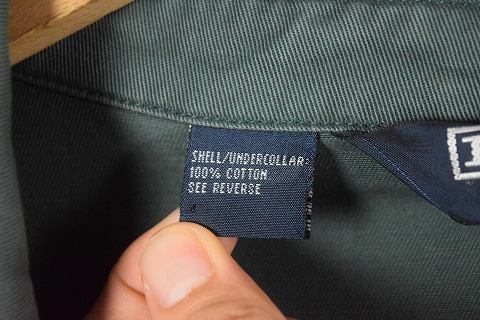 SHELL/UNDERCOLLAR:
100% COTTON
SEE REVERSE